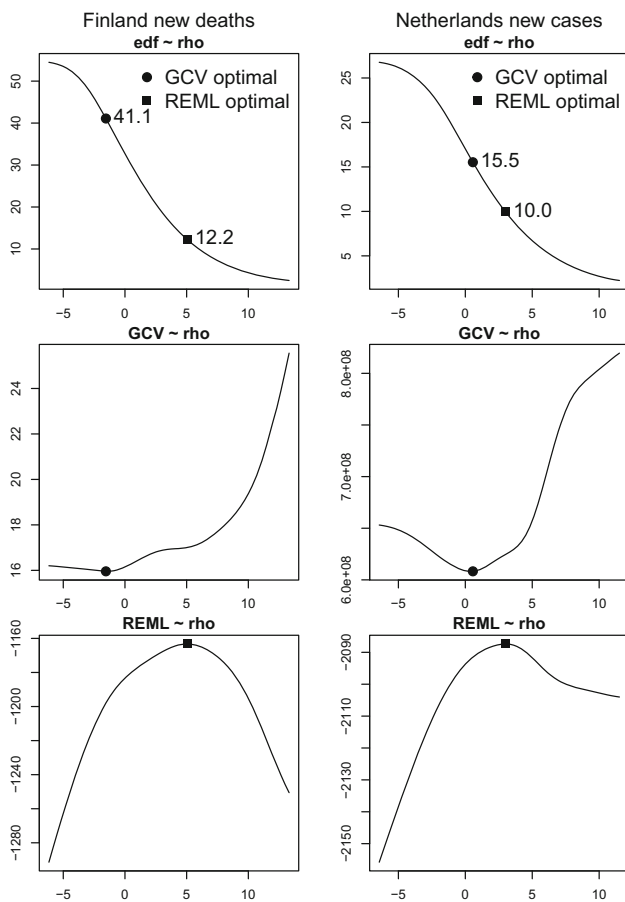 Finland new deaths
edf ~ rho
GCV optimal
REML optimal
41.1
12.2
50
40
30
20
10
−5 0 5 10
Netherlands new cases
edf ~ rho
GCV optimal
REML optimal
15.5
10.0
25
20
15
10
5
−5 0 5 10
GCV ~ rho
24
22
20
18
16
−5 0 5 10
GCV ~ rho
8.0e+08
7.0e+08
6.0e+08
−5 0 5 10
REML ~ rho
−1160
−1200
−1240
−1280
−5 0 5 10
REML ~ rho
−2090
−2110
−2130
−2150
−5 0 5 10